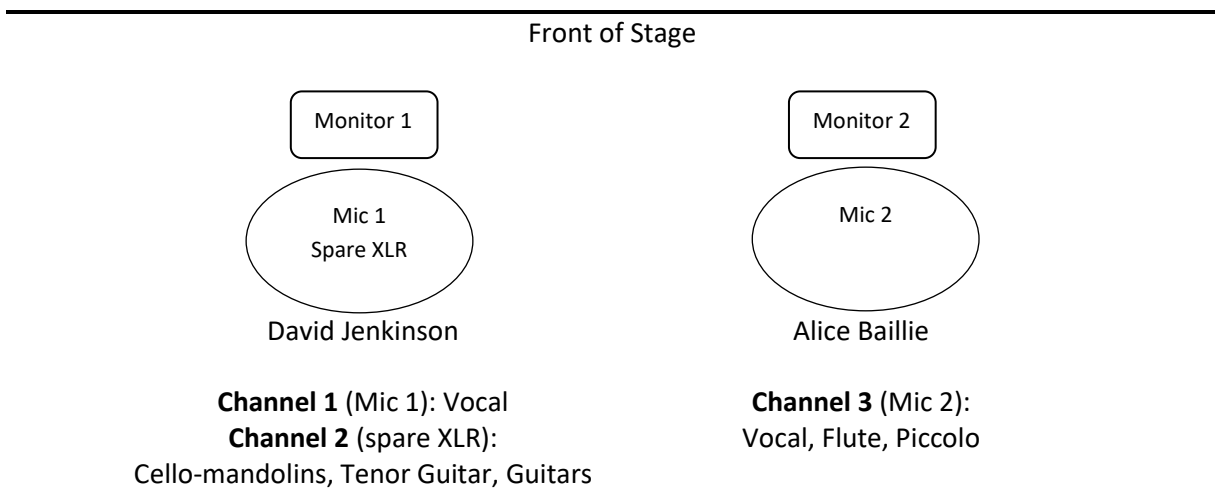 Front of Stage
Monitor 1
Monitor 2
Mic 1
Spare XLR
Mic 2
David Jenkinson
Alice Baillie
Channel 1 (Mic 1): Vocal
Channel 2 (spare XLR):
Cello-mandolins, Tenor Guitar, Guitars
Channel 3 (Mic 2):
Vocal, Flute, Piccolo